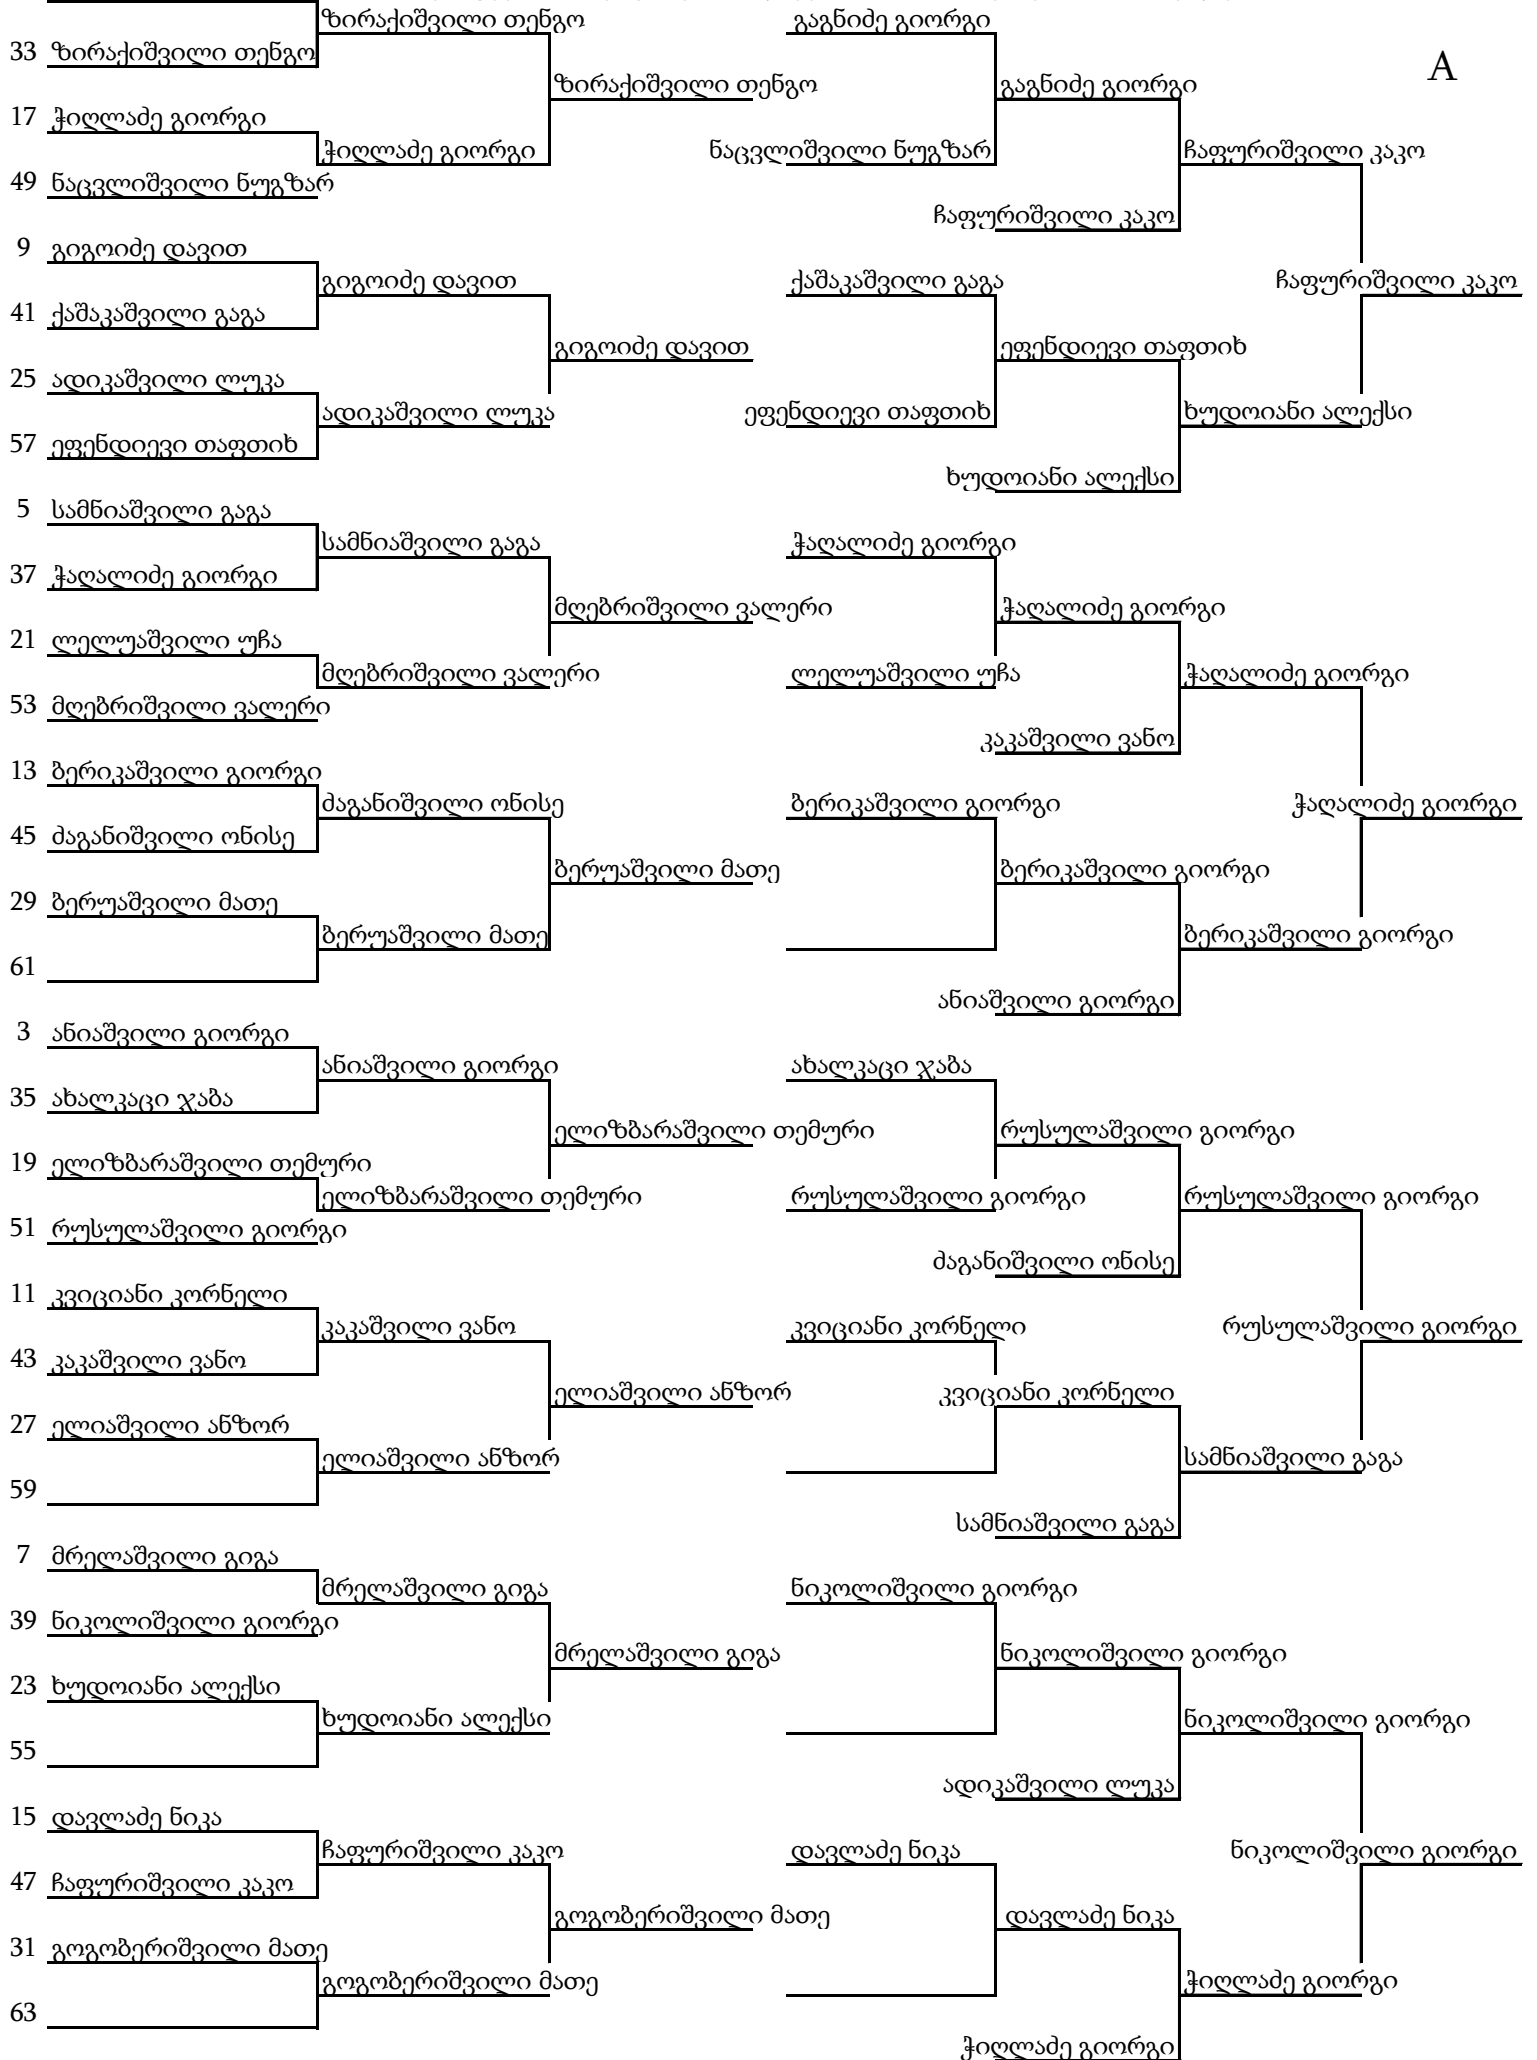 ზირაქიშვილი თენგო გაგნიძე გიორგი
33 ზირაქიშვილი თენგო A
ზირაქიშვილი თენგო გაგნიძე გიორგი
17 ჭიღლაძე გიორგი
ჭიღლაძე გიორგი ნაცვლიშვილი ნუგზარ ჩაფურიშვილი კაკო
49 ნაცვლიშვილი ნუგზარ
ჩაფურიშვილი კაკო
9 გიგოიძე დავით
გიგოიძე დავით ქაშაკაშვილი გაგა ჩაფურიშვილი კაკო
41 ქაშაკაშვილი გაგა
გიგოიძე დავით ეფენდიევი თაფთიხ
25 ადიკაშვილი ლუკა
ადიკაშვილი ლუკა ეფენდიევი თაფთიხ ხუდოიანი ალექსი
57 ეფენდიევი თაფთიხ
ხუდოიანი ალექსი
5 სამნიაშვილი გაგა
სამნიაშვილი გაგა ჭაღალიძე გიორგი
37 ჭაღალიძე გიორგი
მღებრიშვილი ვალერი ჭაღალიძე გიორგი
21 ლელუაშვილი უჩა
მღებრიშვილი ვალერი ლელუაშვილი უჩა ჭაღალიძე გიორგი
53 მღებრიშვილი ვალერი
კაკაშვილი ვანო
13 ბერიკაშვილი გიორგი
ძაგანიშვილი ონისე ბერიკაშვილი გიორგი ჭაღალიძე გიორგი
45 ძაგანიშვილი ონისე
ბერუაშვილი მათე ბერიკაშვილი გიორგი
29 ბერუაშვილი მათე
ბერუაშვილი მათე ბერიკაშვილი გიორგი
61
ანიაშვილი გიორგი
3 ანიაშვილი გიორგი
ანიაშვილი გიორგი ახალკაცი ჯაბა
35 ახალკაცი ჯაბა
ელიზბარაშვილი თემური რუსულაშვილი გიორგი
19 ელიზბარაშვილი თემური
ელიზბარაშვილი თემური რუსულაშვილი გიორგი რუსულაშვილი გიორგი
51 რუსულაშვილი გიორგი
ძაგანიშვილი ონისე
11 კვიციანი კორნელი
კაკაშვილი ვანო კვიციანი კორნელი რუსულაშვილი გიორგი
43 კაკაშვილი ვანო
ელიაშვილი ანზორ კვიციანი კორნელი
27 ელიაშვილი ანზორ
ელიაშვილი ანზორ სამნიაშვილი გაგა
59
სამნიაშვილი გაგა
7 მრელაშვილი გიგა
მრელაშვილი გიგა ნიკოლიშვილი გიორგი
39 ნიკოლიშვილი გიორგი
მრელაშვილი გიგა ნიკოლიშვილი გიორგი
23 ხუდოიანი ალექსი
ხუდოიანი ალექსი ნიკოლიშვილი გიორგი
55
ადიკაშვილი ლუკა
15 დავლაძე ნიკა
ჩაფურიშვილი კაკო დავლაძე ნიკა ნიკოლიშვილი გიორგი
47 ჩაფურიშვილი კაკო
გოგობერიშვილი მათე დავლაძე ნიკა
31 გოგობერიშვილი მათე
გოგობერიშვილი მათე ჭიღლაძე გიორგი
63
ჭიღლაძე გიორგი